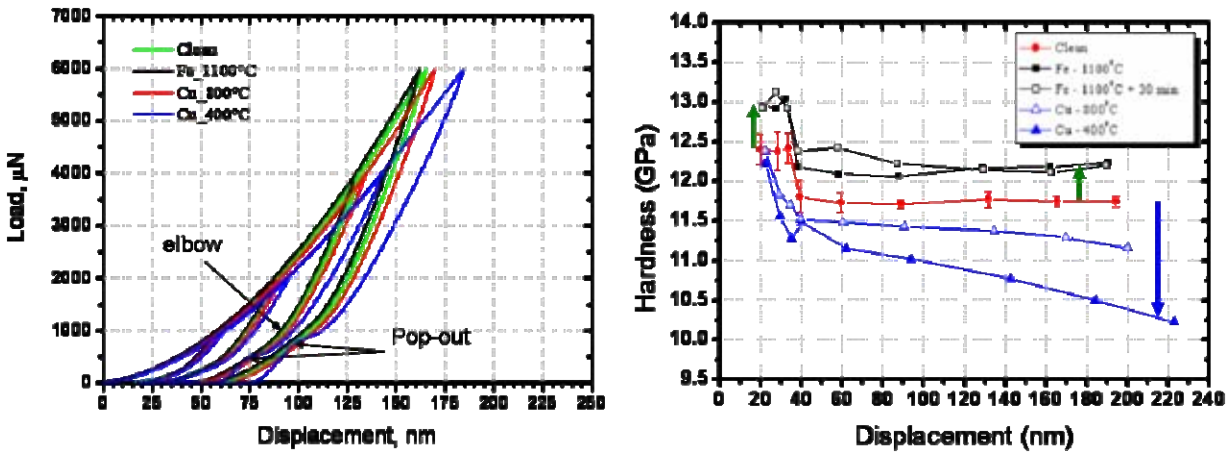 7000
6000
5000
4000
3000
2000
1000
0
Load, µN
Clean
Fe_1100°C
Cu_800°C
Cu_400°C
elbow
Pop-out
0 25 50 75 100 125 150 175 200 225 250
Displacement, nm
14.0
13.5
13.0
12.5
12.0
11.5
11.0
10.5
10.0
9.5
Hardness (GPa)
Clean
Fe - 1100°C
Fe - 1100°C + 30 min
Cu - 800°C
Cu - 400°C
0 20 40 60 80 100 120 140 160 180 200 220 240
Displacement (nm)